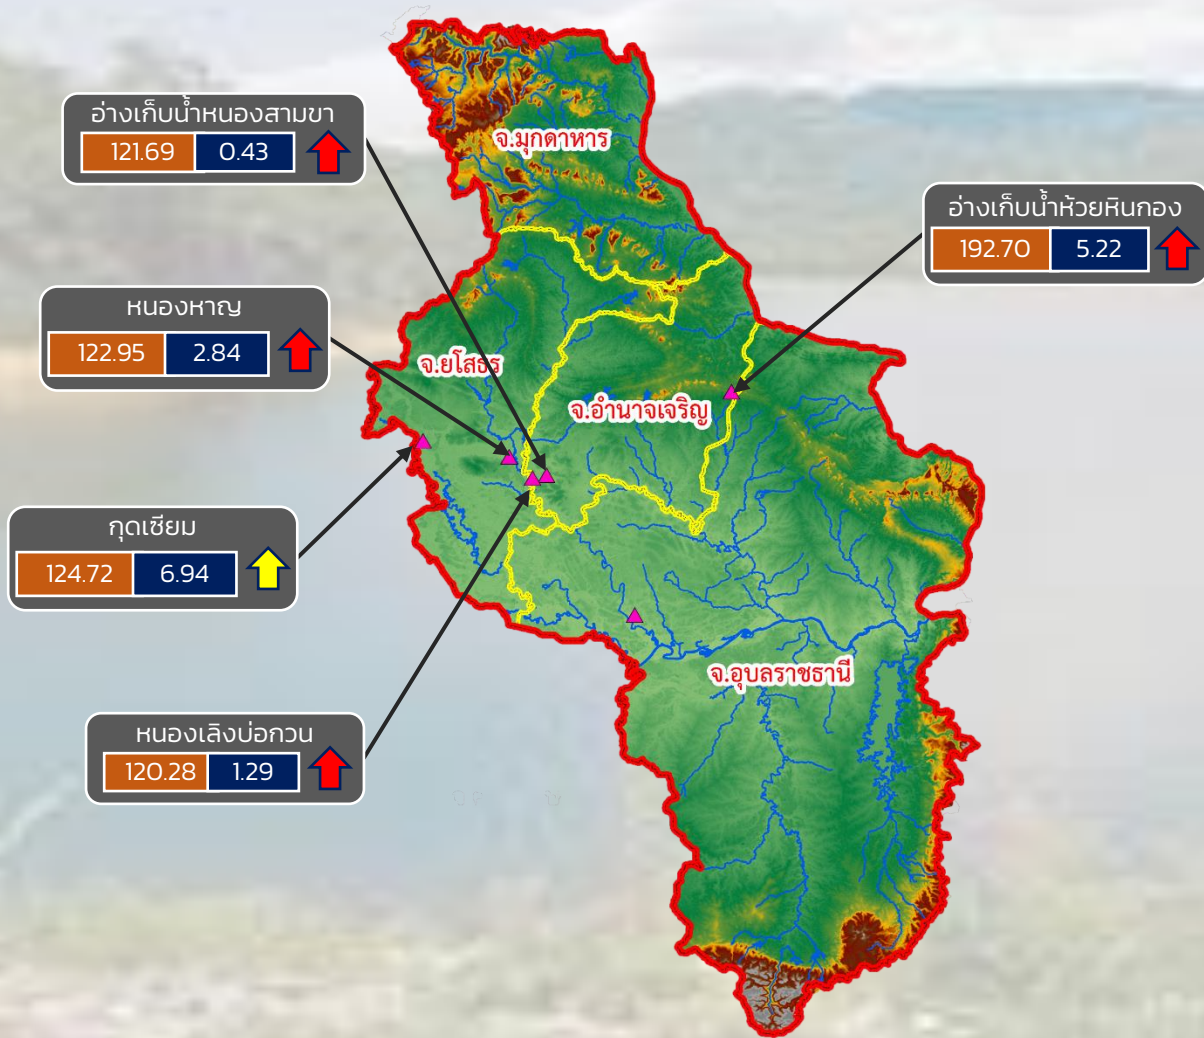 อ่างเก็บน้ำหนองสามขา
121.69 0.43
จ.มุกดาหาร
อ่างเก็บน้ำห้วยหินกอง
192.70 5.22
หนองหาญ
122.95 2.84
จ.ยโสธร
จ.อำนาจเจริญ
กุดเซียม
124.72 6.94
จ.อุบลราชธานี
หนองเลิงบ่อกวน
120.28 1.29